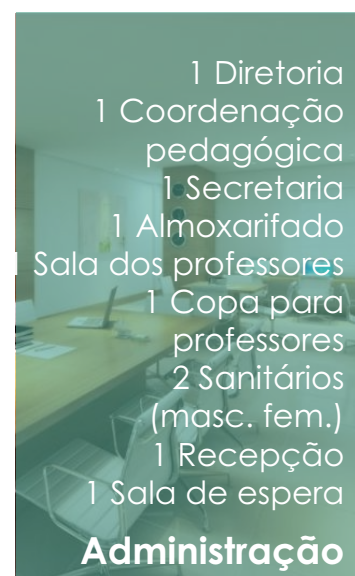 1 Diretoria
1 Coordenação
pedagógica
1 Secretaria
1 Almoxarifado
1 Sala dos professores
1 Copa para
professores
2 Sanitários
(masc. fem.)
1 Recepção
1 Sala de espera
Administração